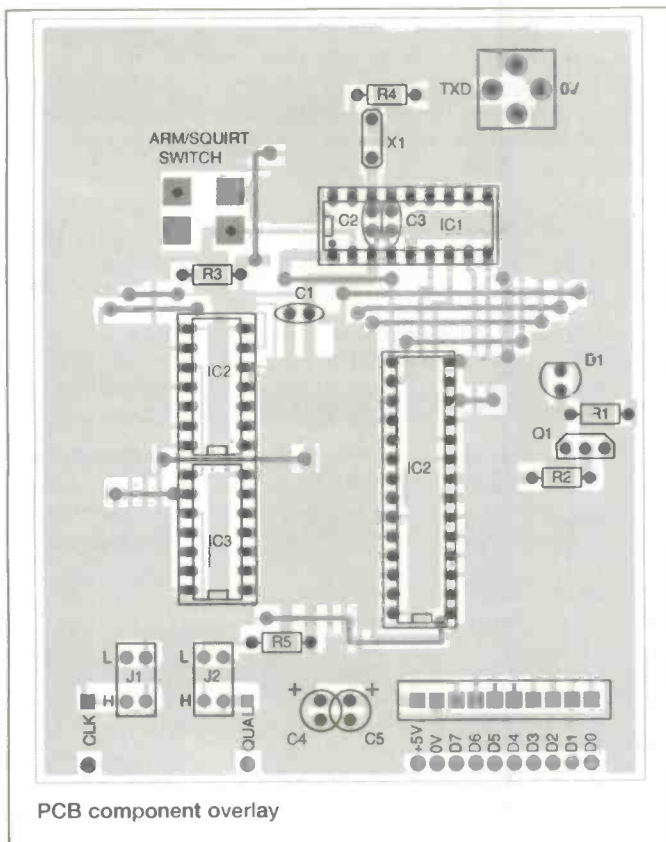 TXD
0V
R4
X1
ARM/SQUIRT
SWITCH
C2
C3
IC1
R3
C1
IC2
D1
R1
Q1
IC2
R2
IC3
R5
L
J1
H
L
J2
H
CLK
QUAL
+
C4
+
C5
+5V
0V
D7
D6
D5
D4
D3
D2
D1
D0
PCB component overlay